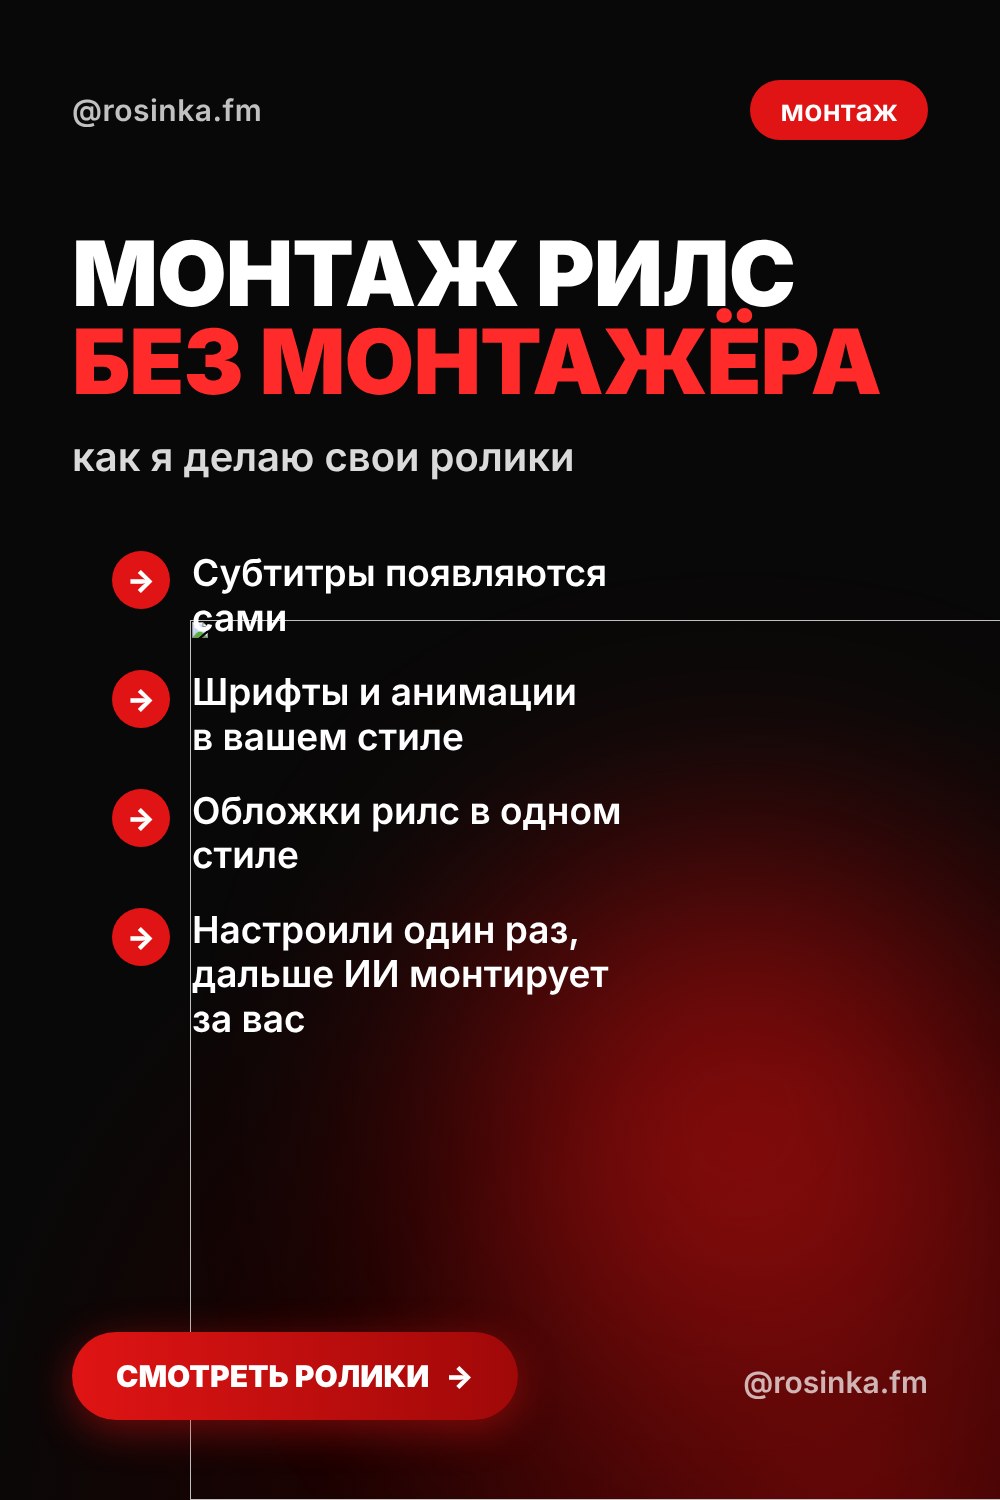 @rosinka.fm
монтаж
МОНТАЖ РИЛС
БЕЗ МОНТАЖЁРА
как я делаю свои ролики
→ Субтитры появляются
сами
→ Шрифты и анимации
в вашем стиле
→ Обложки рилс в одном
стиле
→ Настроили один раз,
дальше ИИ монтирует
за вас
СМОТРЕТЬ РОЛИКИ →
@rosinka.fm